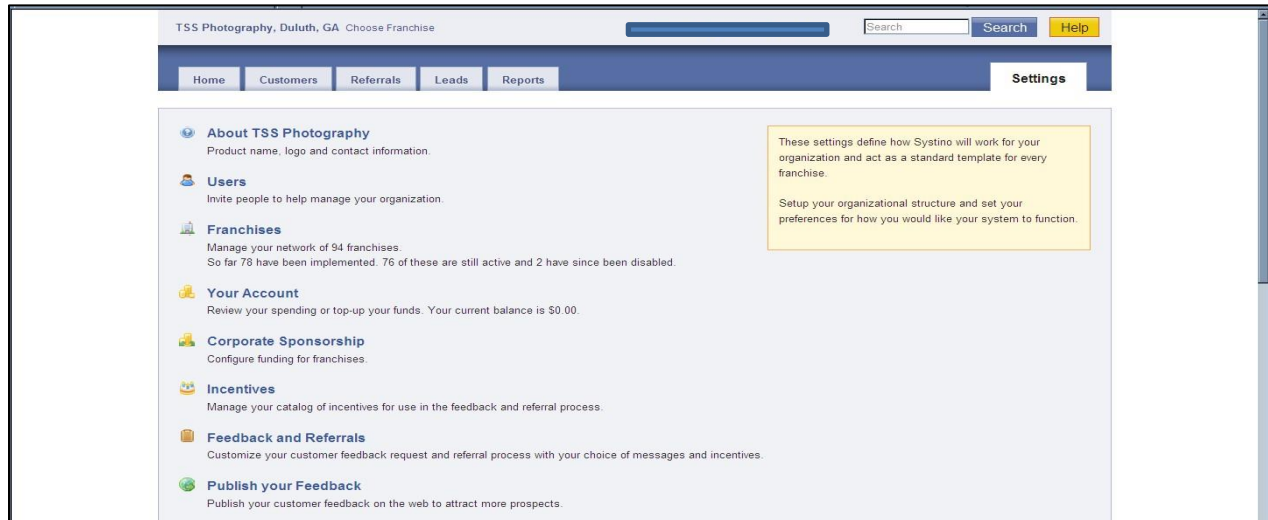 TSS Photography, Duluth, GA Choose Franchise
Search
Search
Help
Home
Customers
Referrals
Leads
Reports
Settings
About TSS Photography
Product name, logo and contact information.
Users
Invite people to help manage your organization.
Franchises
Manage your network of 94 franchises.
So far 78 have been implemented. 76 of these are still active and 2 have since been disabled.
Your Account
Review your spending or top-up your funds. Your current balance is $0.00.
Corporate Sponsorship
Configure funding for franchises.
Incentives
Manage your catalog of incentives for use in the feedback and referral process.
Feedback and Referrals
Customize your customer feedback request and referral process with your choice of messages and incentives.
Publish your Feedback
Publish your customer feedback on the web to attract more prospects.
These settings define how Systino will work for your
organization and act as a standard template for every
franchise.
Setup your organizational structure and set your
preferences for how you would like your system to function.